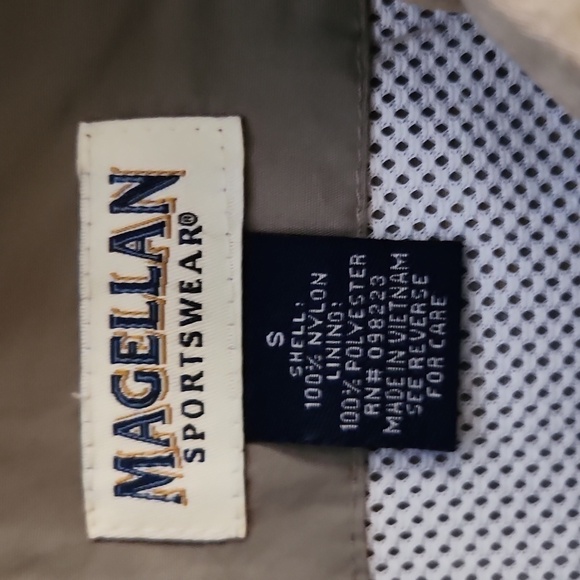 MAGELLAN
SPORTSWEAR®
S
SHELL:
100% NYLON
LINING:
100% POLYESTER
RN# 098223
MADE IN VIETNAM
SEE REVERSE
FOR CARE